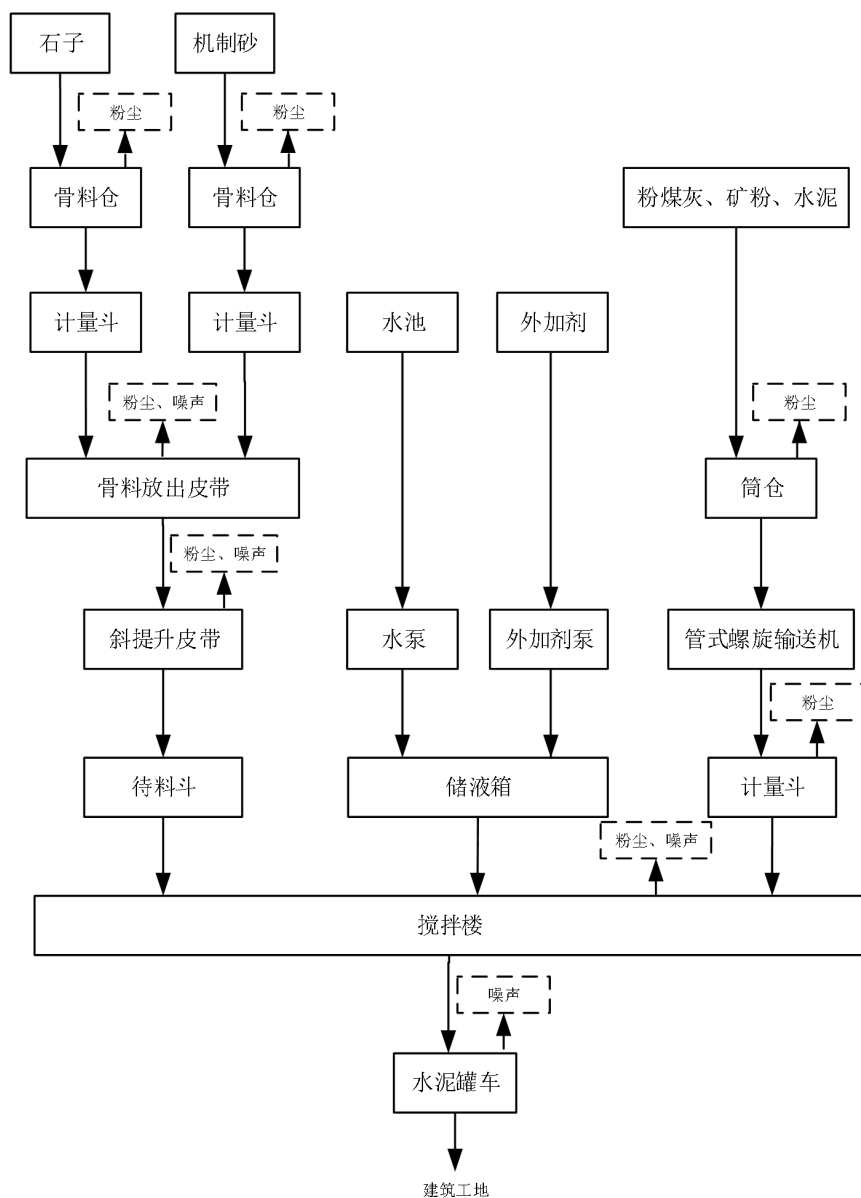 石子
机制砂
粉尘
粉尘
骨料仓
骨料仓
粉煤灰、矿粉、水泥
计量斗
计量斗
水池
外加剂
粉尘、噪声
粉尘
骨料放出皮带
筒仓
粉尘、噪声
斜提升皮带
水泵
外加剂泵
管式螺旋输送机
粉尘
待料斗
储液箱
计量斗
粉尘、噪声
搅拌楼
噪声
水泥罐车
建筑工地